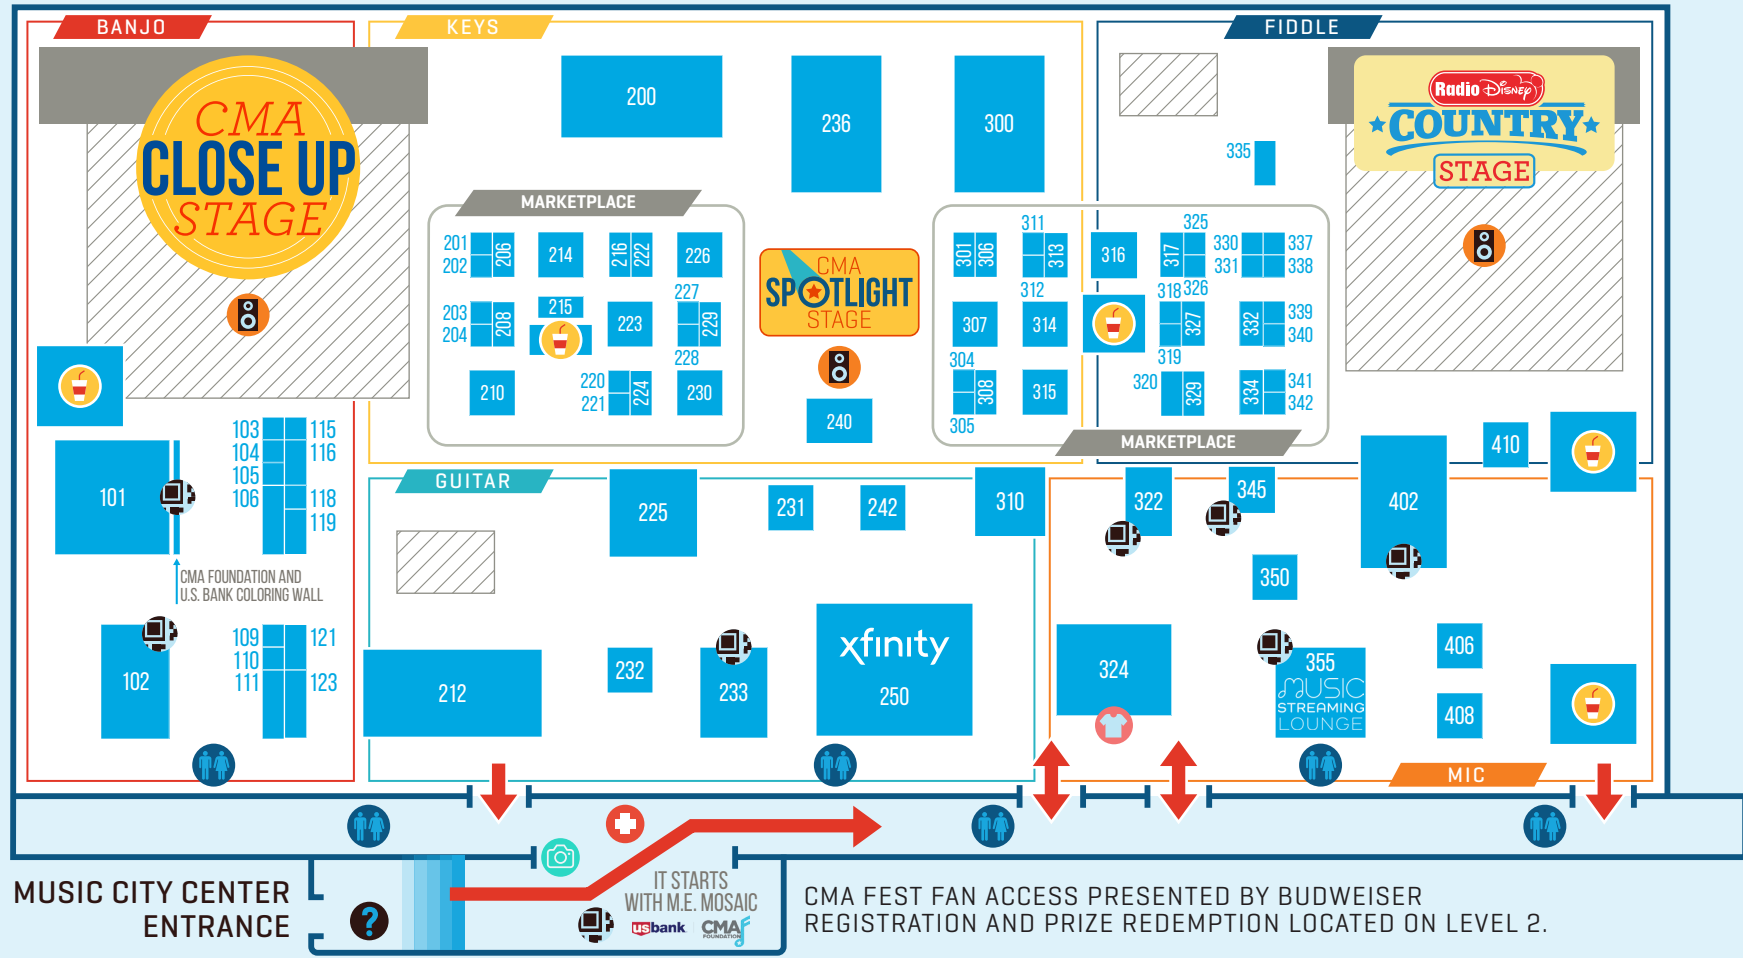 BANJO
KEYS
FIDDLE
CMA
CLOSE UP
STAGE
Radio Disney
COUNTRY
STAGE
200
236
300
335
MARKETPLACE
201
202
206
214
216
222
226
203
204
208
215
223
227
229
228
210
220
221
224
230
CMA
SPOTLIGHT
STAGE
240
301
306
311
313
312
316
317
325
326
330
331
337
338
307
314
318
327
319
332
339
340
304
308
305
315
320
329
334
341
342
MARKETPLACE
103
104
105
106
115
116
118
119
101
CMA FOUNDATION AND
U.S. BANK COLORING WALL
102
109
110
111
121
123
GUITAR
225
231
242
310
212
232
233
xfinity
250
322
345
402
410
350
324
355
MUSIC
STREAMING
LOUNGE
406
408
MIC
MUSIC CITY CENTER
ENTRANCE
?
IT STARTS
WITH M.E. MOSAIC
usbank
CMA
FOUNDATION
CMA FEST FAN ACCESS PRESENTED BY BUDWEISER
REGISTRATION AND PRIZE REDEMPTION LOCATED ON LEVEL 2.